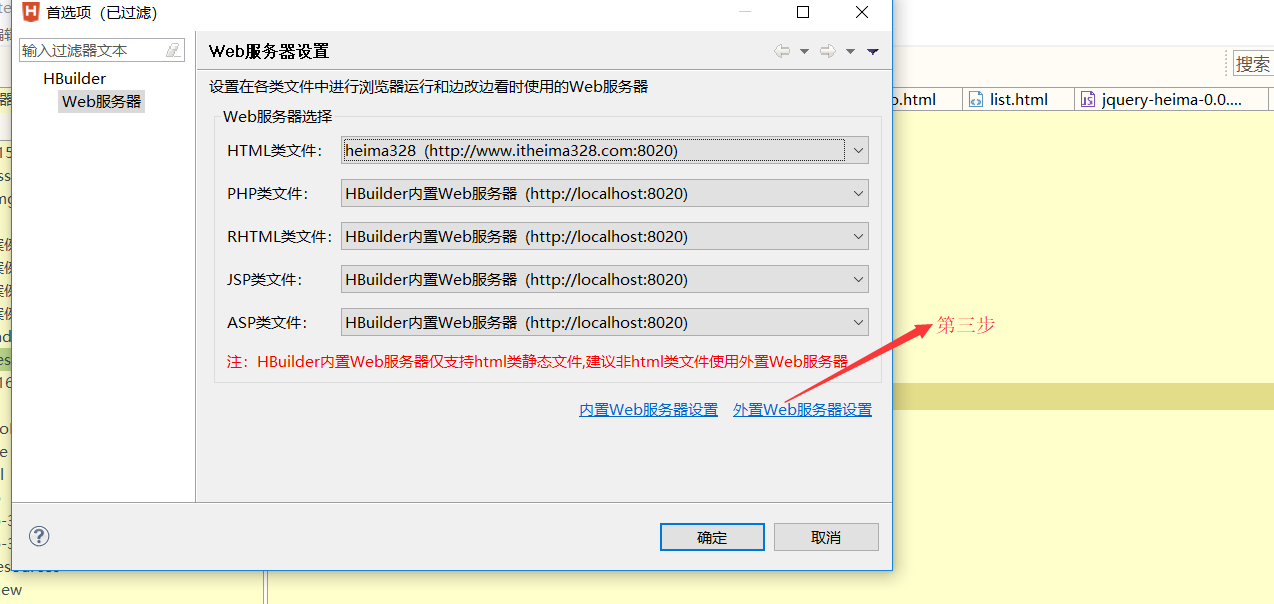 首选项 (已过滤)
输入过滤器文本
HBuilder
Web服务器
Web服务器设置
设置在各类文件中进行浏览器运行和边改边看时使用的Web服务器
Web服务器选择
HTML类文件: heima328 (http://www.itheima328.com:8020)
PHP类文件: HBuilder内置Web服务器 (http://localhost:8020)
RHTML类文件: HBuilder内置Web服务器 (http://localhost:8020)
JSP类文件: HBuilder内置Web服务器 (http://localhost:8020)
ASP类文件: HBuilder内置Web服务器 (http://localhost:8020)
注: HBuilder内置Web服务器仅支持html类静态文件,建议非html类文件使用外置Web服务器
内置Web服务器设置 外置Web服务器设置
确定 取消
搜索
.html list.html jquery-heima-0.0....
第三步